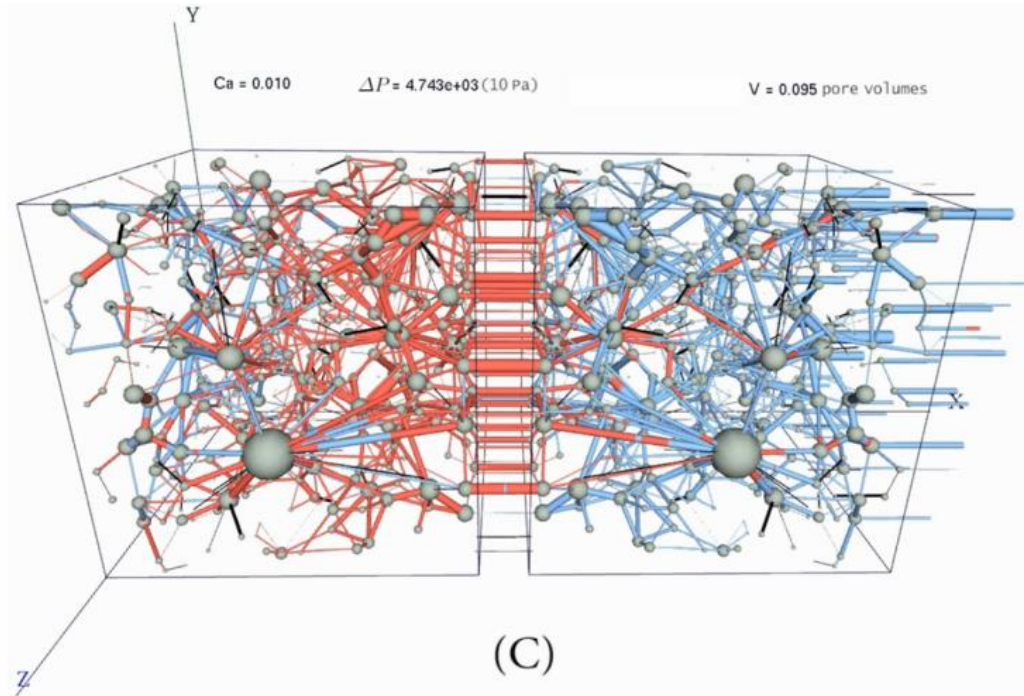 Y
Ca = 0.010 ΔP = 4.743e+03 (10 Pa) V = 0.095 pore volumes
X
(C)
Z